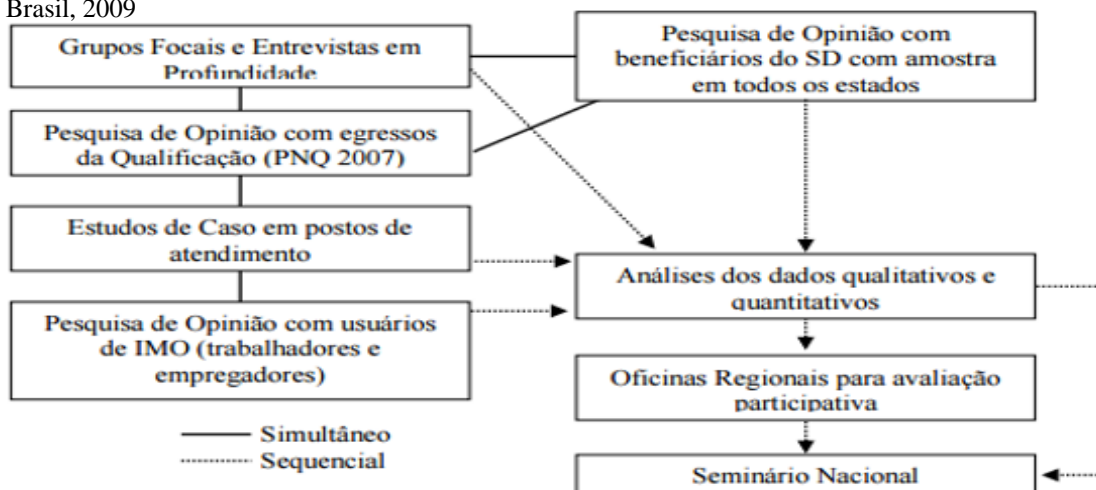 Brasil, 2009
Grupos Focais e Entrevistas em
Profundidade
Pesquisa de Opinião com
beneficiários do SD com amostra
em todos os estados
Pesquisa de Opinião com egressos
da Qualificação (PNQ 2007)
Estudos de Caso em postos de
atendimento
Análises dos dados qualitativos e
quantitativos
Pesquisa de Opinião com usuários
de IMO (trabalhadores e
empregadores)
Oficinas Regionais para avaliação
participativa
Simultâneo
Sequencial
Seminário Nacional